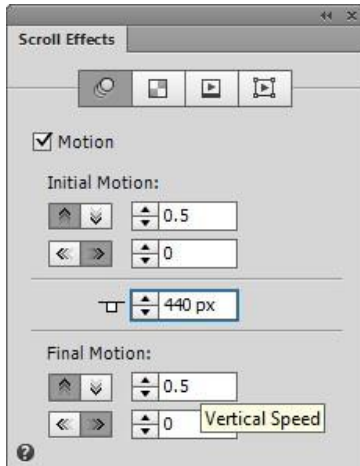 Scroll Effects
Motion
Initial Motion:
0.5
0
440 px
Final Motion:
0.5
0
Vertical Speed
?